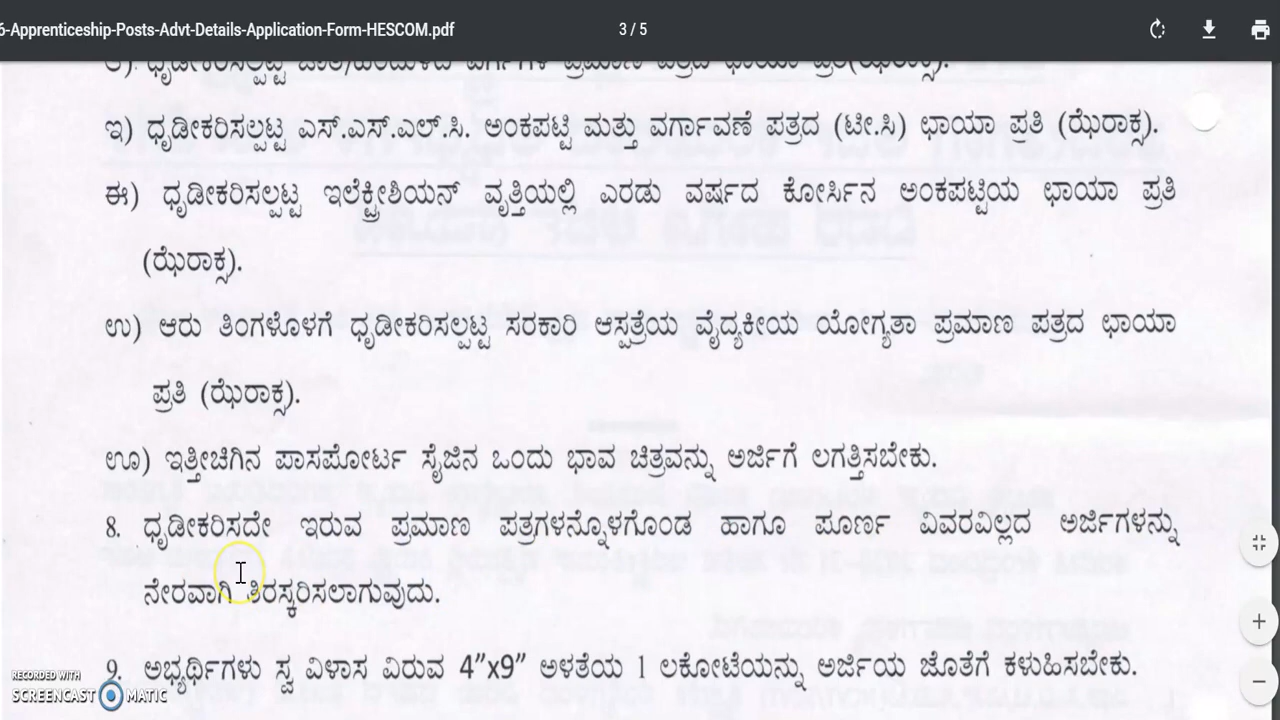 6-Apprenticeship-Posts-Advt-Details-Application-Form-HESCOM.pdf 3 / 5
ಇ) ಧೃಡೀಕರಿಸಲ್ಪಟ್ಟ ಎಸ್.ಎಸ್.ಎಲ್.ಸಿ. ಅಂಕಪಟ್ಟಿ ಮತ್ತು ವರ್ಗಾವಣೆ ಪತ್ರದ (ಟೀ.ಸಿ) ಛಾಯಾ ಪತಿ (ಝೆರಾಕ್ಸ).
ಈ) ಧೃಡೀಕರಿಸಲ್ಪಟ್ಟ ಇಲೆಕ್ಟ್ರೀಶಿಯನ್ ವೃತ್ತಿಯಲ್ಲಿ ಎರಡು ವರ್ಷದ ಕೋರ್ಸಿನ ಅಂಕಪಟ್ಟಿಯ ಛಾಯಾ ಪ್ರತಿ
(ಝೆರಾಕ್ಸ).
ಉ) ಆರು ತಿಂಗಳೊಳಗೆ ಧೃಡೀಕರಿಸಲ್ಪಟ್ಟ ಸರಕಾರಿ ಆಸ್ಪತ್ರೆಯ ವೈದ್ಯಕೀಯ ಯೋಗ್ಯತಾ ಪ್ರಮಾಣ ಪತ್ರದ ಛಾಯಾ
ಪ್ರತಿ (ಝೆರಾಕ್ಸ).
ಊ) ಇತ್ತೀಚಿಗಿನ ಪಾಸಪೋರ್ಟ ಸೈಜಿನ ಒಂದು ಭಾವ ಚಿತ್ರವನ್ನು ಅರ್ಜಿಗೆ ಲಗತ್ತಿಸಬೇಕು.
8. ಧೃಡೀಕರಿಸದೇ ಇರುವ ಪ್ರಮಾಣ ಪತ್ರಗಳನ್ನೊಳಗೊಂಡ ಹಾಗೂ ಪೂರ್ಣ ವಿವರವಿಲ್ಲದ ಅರ್ಜಿಗಳನ್ನು
ನೇರವಾಗಿ ತಿರಸ್ಕರಿಸಲಾಗುವುದು.
9. ಅಭ್ಯರ್ಥಿಗಳು ಸ್ವ ವಿಳಾಸ ವಿರುವ 4”x9” ಅಳತೆಯ 1 ಲಕೋಟೆಯನ್ನು ಅರ್ಜಿಯ ಜೊತೆಗೆ ಕಳುಹಿಸಬೇಕು.
RECORDED WITH
SCREENCAST MATIC